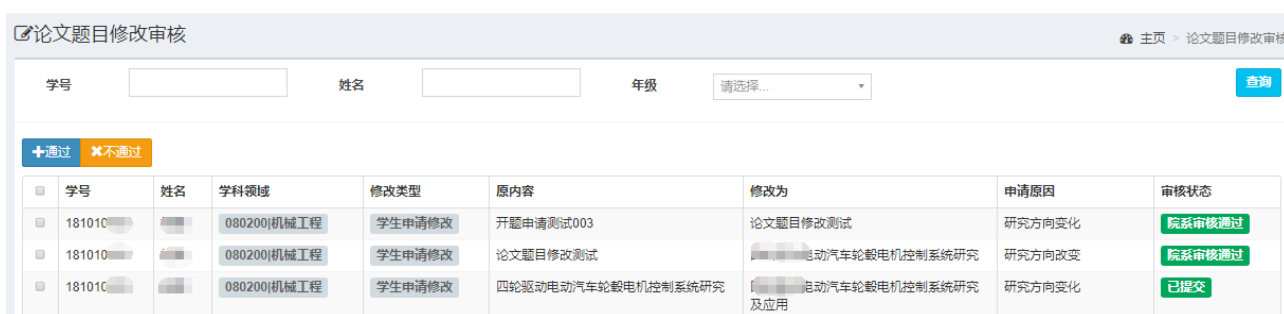 论文题目修改审核
主页 > 论文题目修改审核
学号 姓名 年级 请选择... 查询
通过 不通过
学号 姓名 学科领域 修改类型 原内容 修改为 申请原因 审核状态
181010 080200|机械工程 学生申请修改 开题申请测试003 论文题目修改测试 研究方向变化 院系审核通过
181010 080200|机械工程 学生申请修改 论文题目修改测试 电动汽车轮毂电机控制系统研究 研究方向改变 院系审核通过
181010 080200|机械工程 学生申请修改 四轮驱动电动汽车轮毂电机控制系统研究 电动汽车轮毂电机控制系统研究 研究方向变化 已提交
及应用